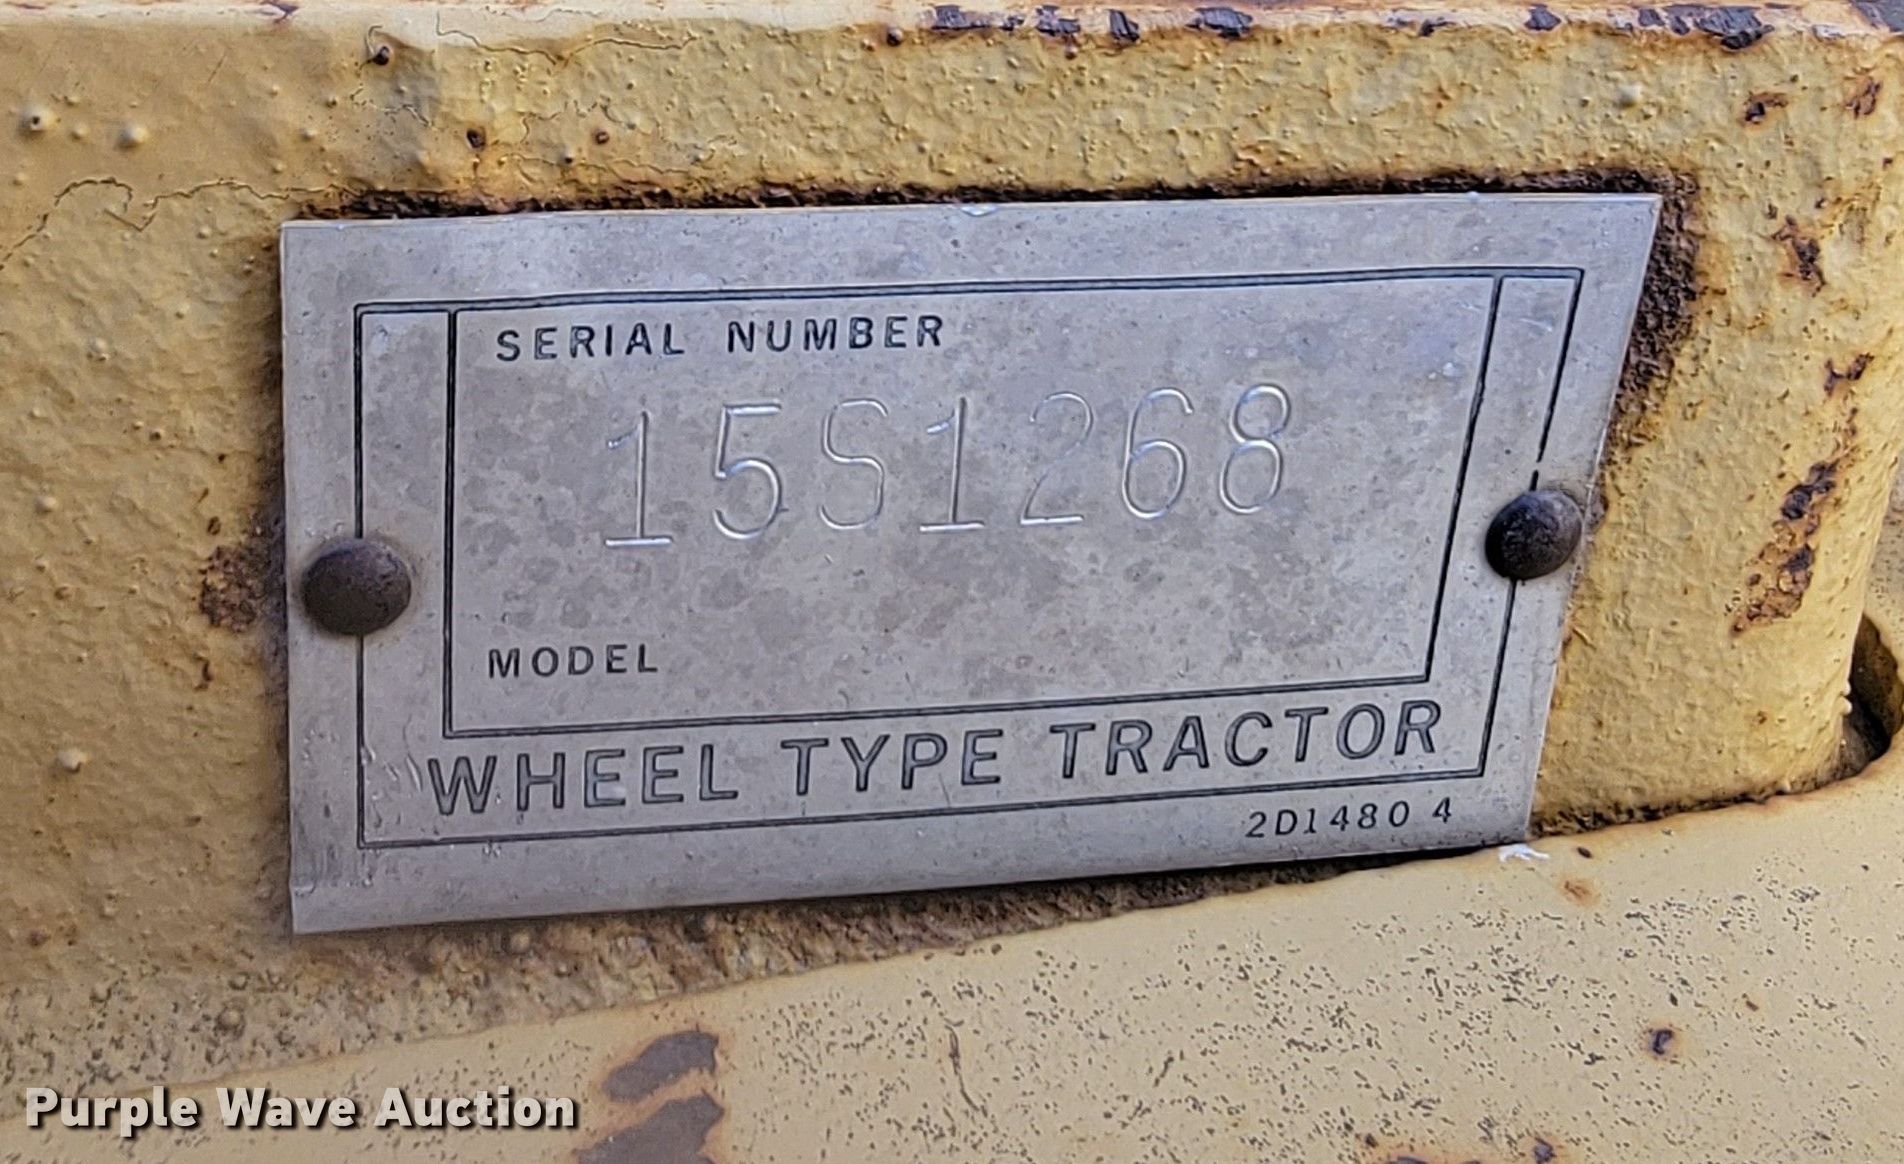 SERIAL NUMBER
15S1268
MODEL
WHEEL TYPE TRACTOR
2D1480 4
Purple Wave Auction